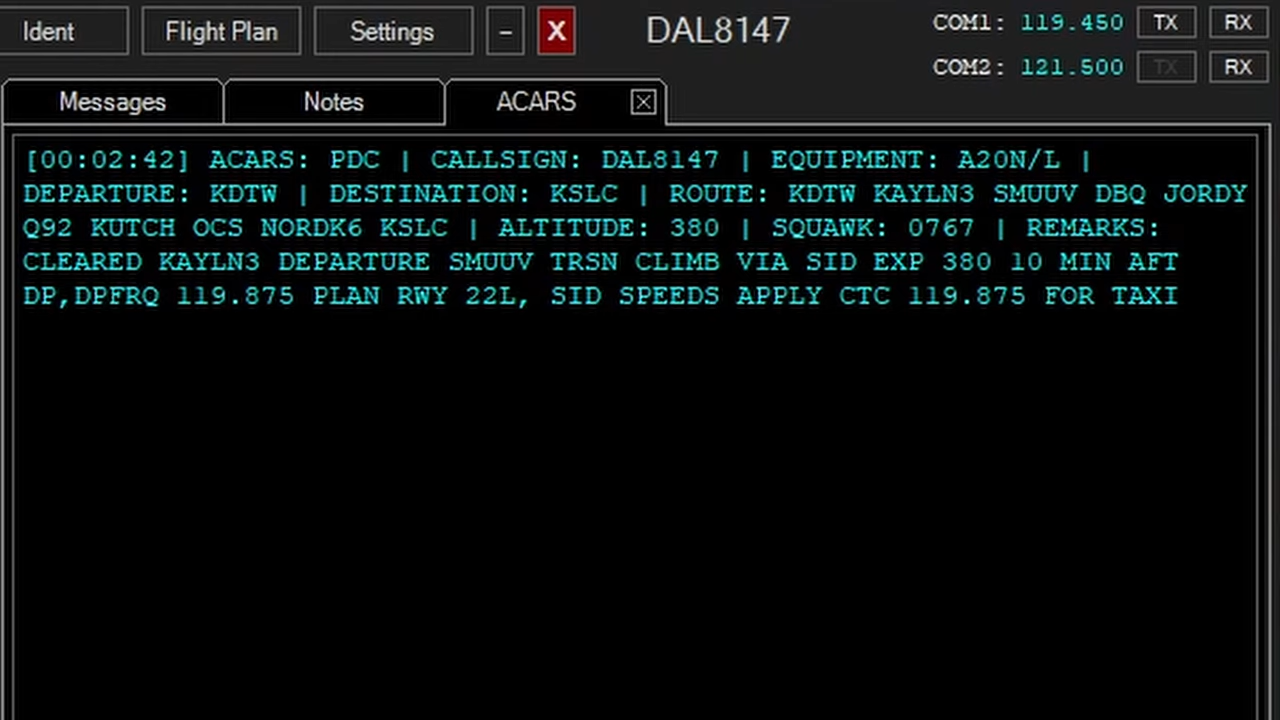 Ident Flight Plan Settings – X DAL8147 COM1: 119.450 TX RX
COM2: 121.500 TX RX
Messages Notes ACARS
[00:02:42] ACARS: PDC | CALLSIGN: DAL8147 | EQUIPMENT: A20N/L |
DEPARTURE: KDTW | DESTINATION: KSLC | ROUTE: KDTW KAYLN3 SMUUV DBQ JORDY
Q92 KUTCH OCS NORDK6 KSLC | ALTITUDE: 380 | SQUAWK: 0767 | REMARKS:
CLEARED KAYLN3 DEPARTURE SMUUV TRSN CLIMB VIA SID EXP 380 10 MIN AFT
DP,DPFRQ 119.875 PLAN RWY 22L, SID SPEEDS APPLY CTC 119.875 FOR TAXI